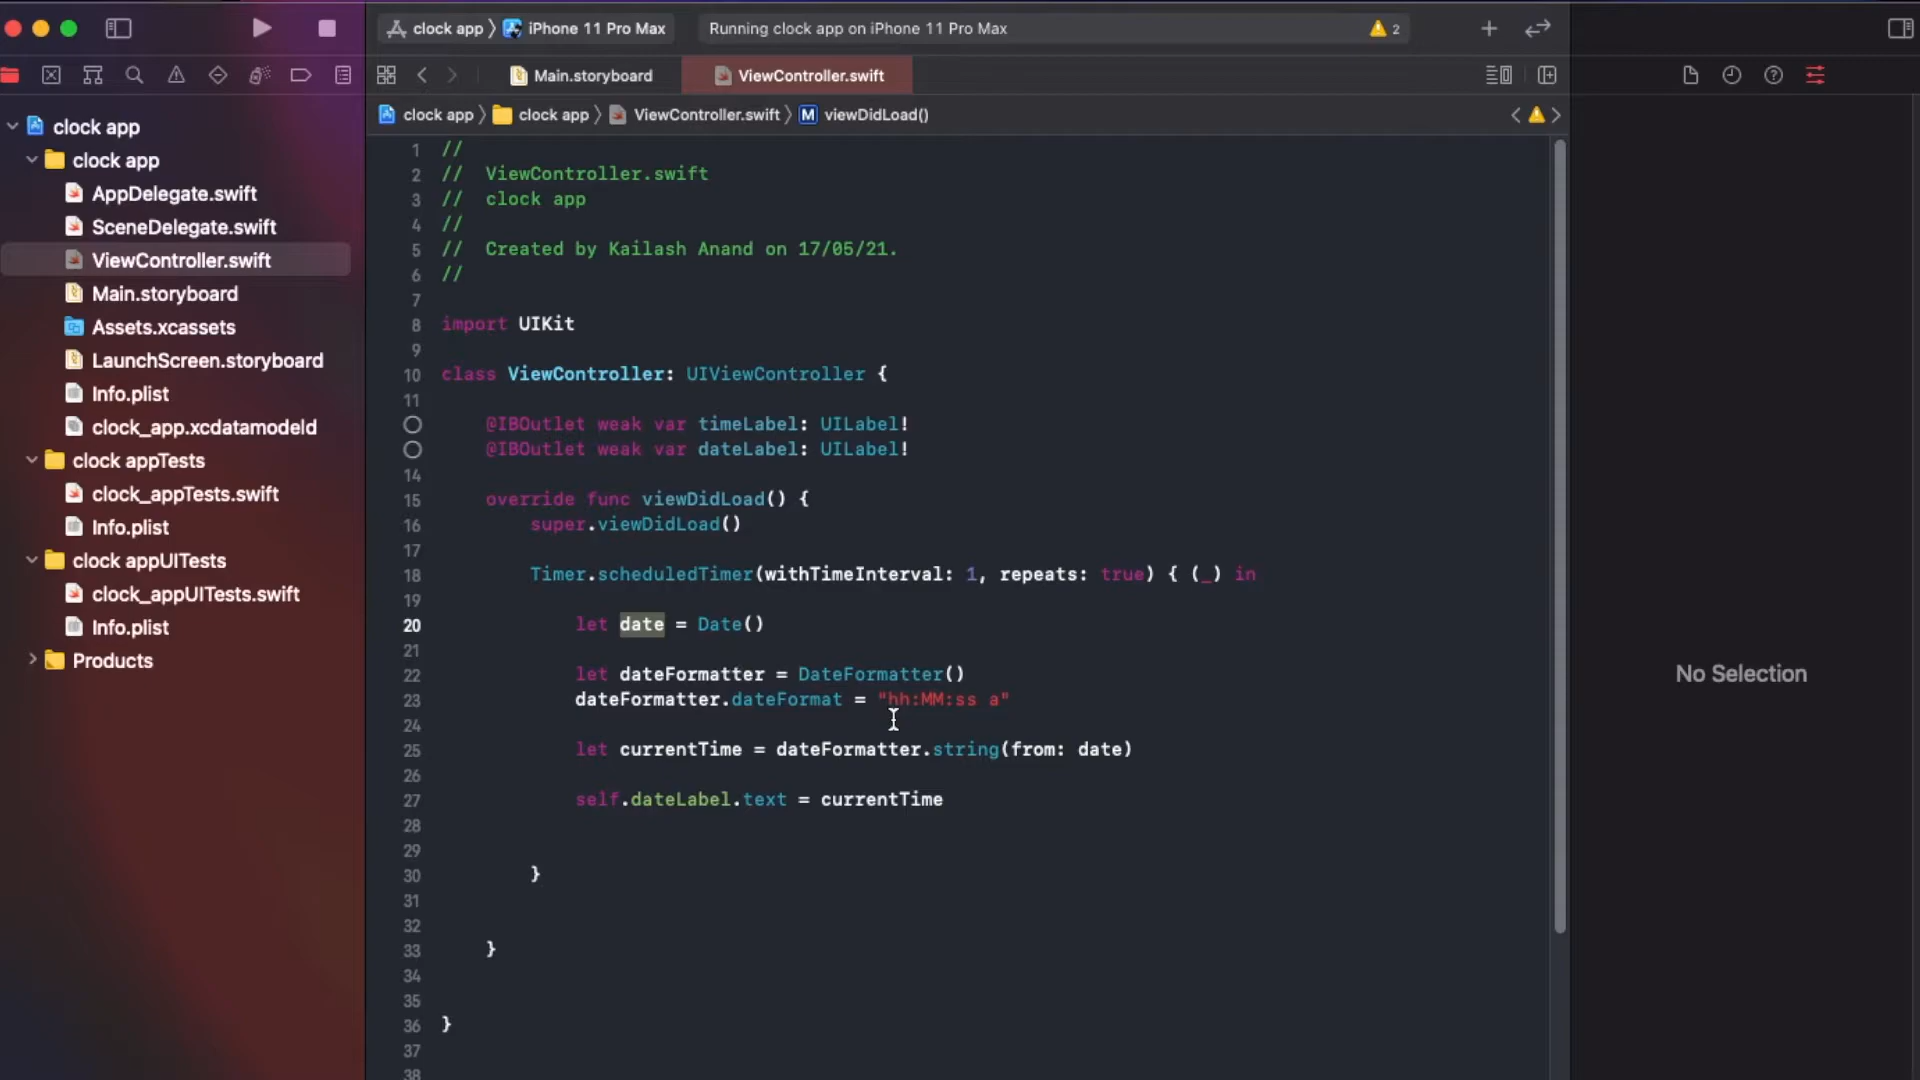 clock app
iPhone 11 Pro Max
Running clock app on iPhone 11 Pro Max
2
Main.storyboard
ViewController.swift
clock app
clock app
ViewController.swift
M
viewDidLoad()
clock app
clock app
AppDelegate.swift
SceneDelegate.swift
ViewController.swift
Main.storyboard
Assets.xcassets
LaunchScreen.storyboard
Info.plist
clock_app.xcdatamodeld
clock appTests
clock_appTests.swift
Info.plist
clock appUITests
clock_appUITests.swift
Info.plist
Products
1 //
2 //  ViewController.swift
3 //  clock app
4 //
5 //  Created by Kailash Anand on 17/05/21.
6 //
7
8 import UIKit
9
10 class ViewController: UIViewController {
11
@IBOutlet weak var timeLabel: UILabel!
@IBOutlet weak var dateLabel: UILabel!
14
15     override func viewDidLoad() {
16         super.viewDidLoad()
17
18         Timer.scheduledTimer(withTimeInterval: 1, repeats: true) { (_) in
19
20             let date = Date()
21
22             let dateFormatter = DateFormatter()
23             dateFormatter.dateFormat = "hh:MM:ss a"
24
25             let currentTime = dateFormatter.string(from: date)
26
27             self.dateLabel.text = currentTime
28
29
30         }
31
32
33     }
34
35
36 }
37
38
No Selection